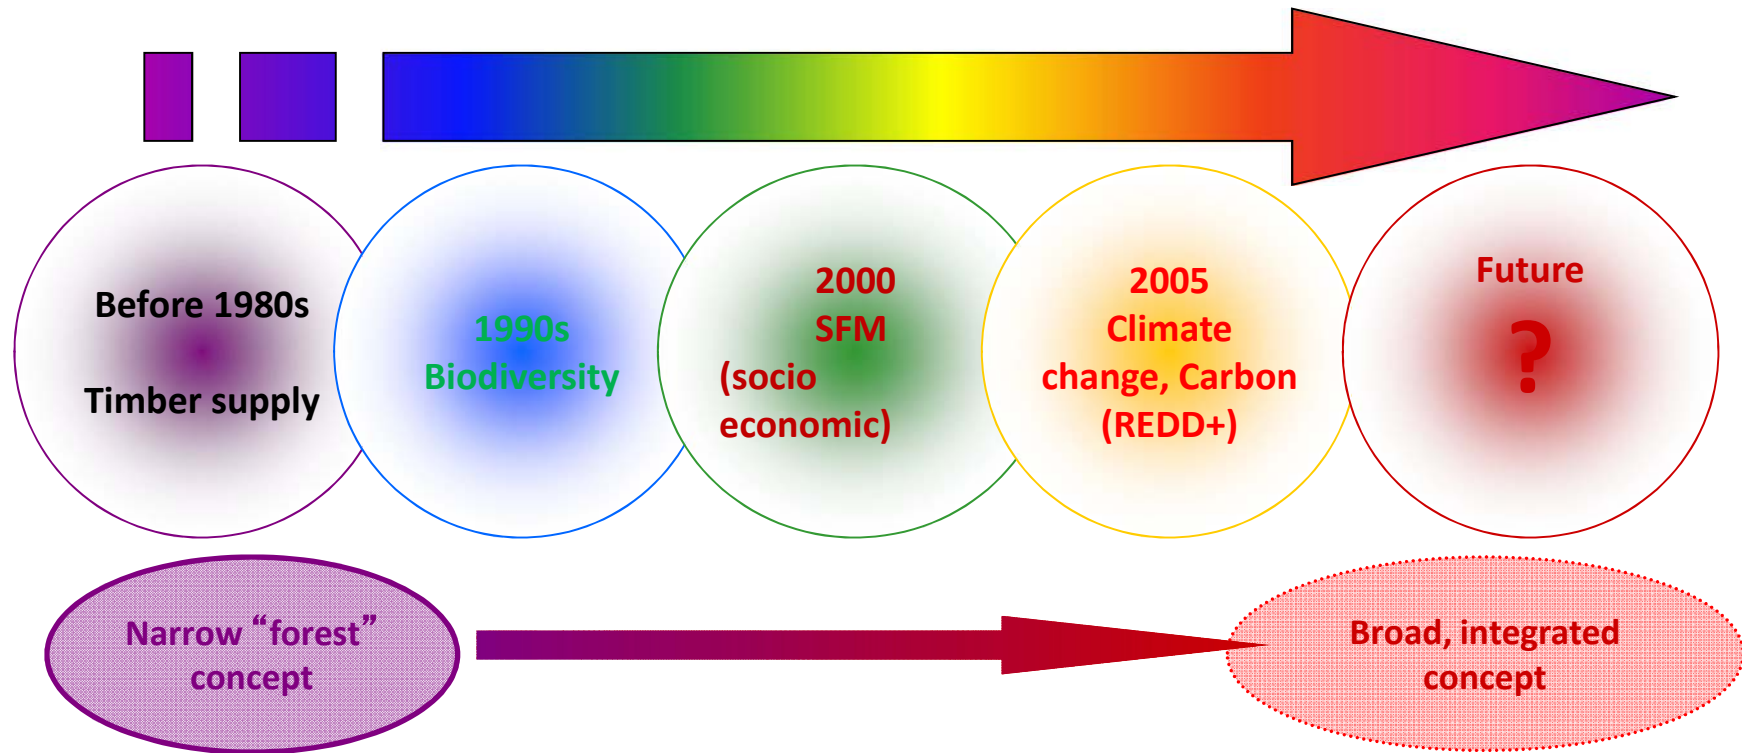 Before 1980s
Timber supply
1990s
Biodiversity
2000
SFM
(socio
economic)
2005
Climate
change, Carbon
(REDD+)
Future
?
Narrow “forest”
concept
Broad, integrated
concept